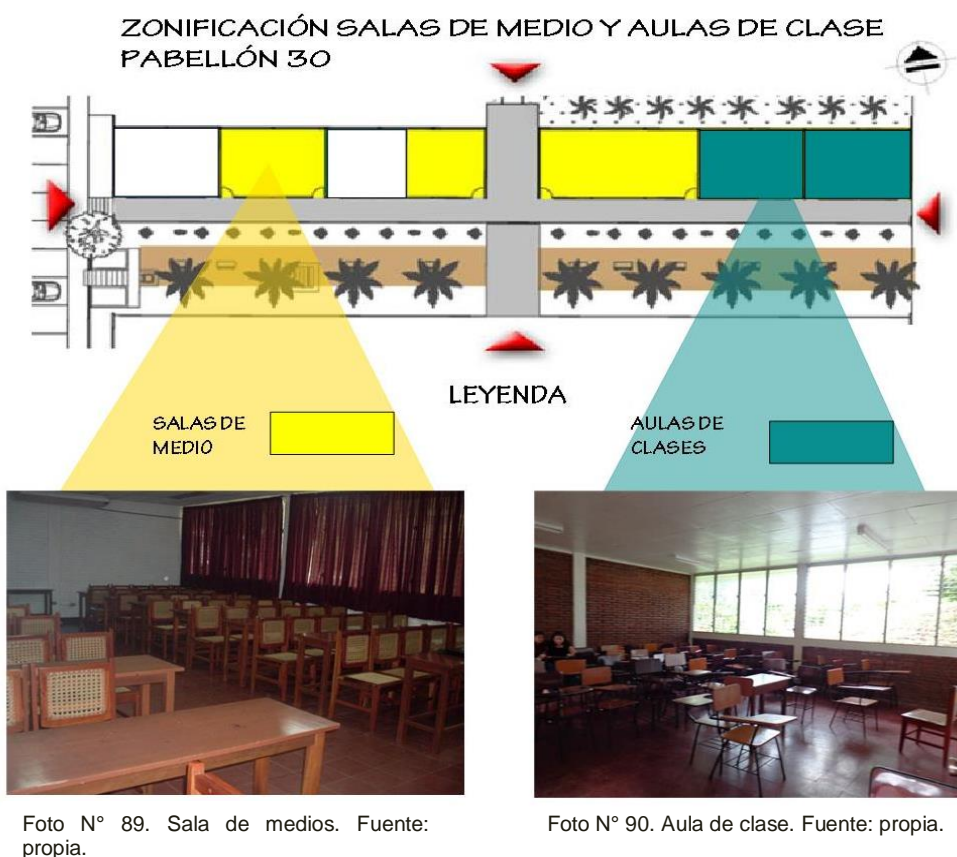 ZONIFICACIÓN SALAS DE MEDIO Y AULAS DE CLASE
PABELLÓN 30
LEYENDA
SALAS DE
MEDIO
AULAS DE
CLASES
Foto N° 89. Sala de medios. Fuente:
propia.
Foto N° 90. Aula de clase. Fuente: propia.